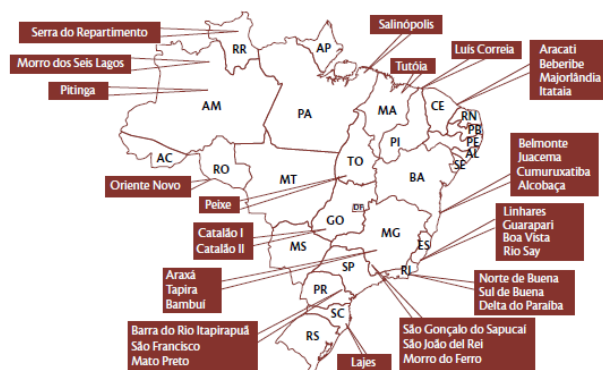 Serra do Repartimento
Morro dos Seis Lagos
Pitinga
Salinópolis
Tutóia
Luís Correia
Aracati
Beberibe
Majorlândia
Itataia
RR
AP
AM
PA
MA
CE
RN
PB
PE
AL
SE
PI
AC
RO
TO
BA
MT
Oriente Novo
Peixe
GO
DF
MG
MS
ES
SP
RJ
PR
SC
RS
Belmonte
Juacema
Cumuruxatiba
Alcobaça
Catalão I
Catalão II
Linhares
Guarapari
Boa Vista
Rio Say
Araxá
Tapira
Bambuí
Norte de Buena
Sul de Buena
Delta do Paraíba
Barra do Rio Itapirapuã
São Francisco
Mato Preto
São Gonçalo do Sapucaí
São João del Rei
Morro do Ferro
Lajes